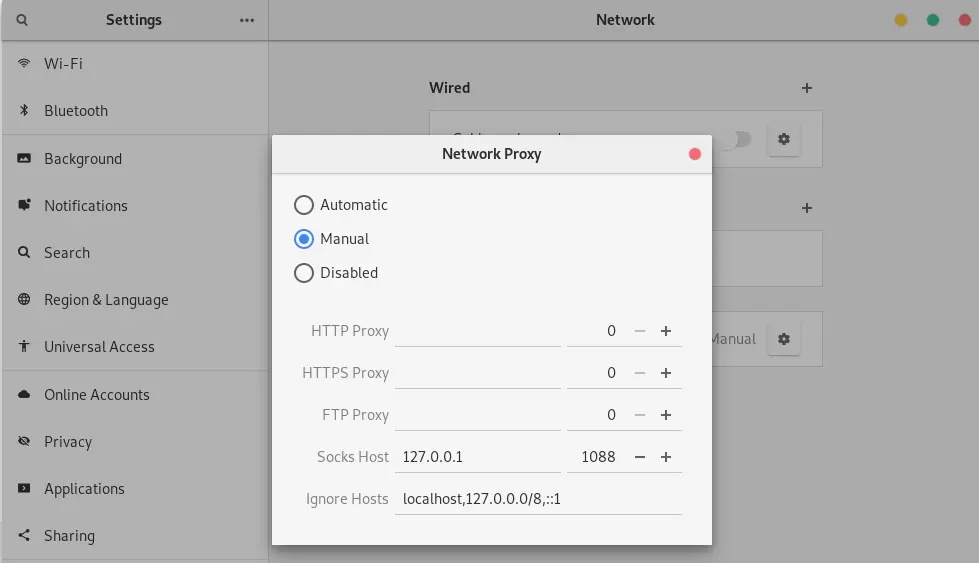 Settings
Network
Wi-Fi
Bluetooth
Background
Notifications
Search
Region & Language
Universal Access
Online Accounts
Privacy
Applications
Sharing
Wired
Network Proxy
Automatic
Manual
Disabled
HTTP Proxy 0
HTTPS Proxy 0
FTP Proxy 0
Socks Host 127.0.0.1 1088
Ignore Hosts localhost,127.0.0.0/8,::1
Manual